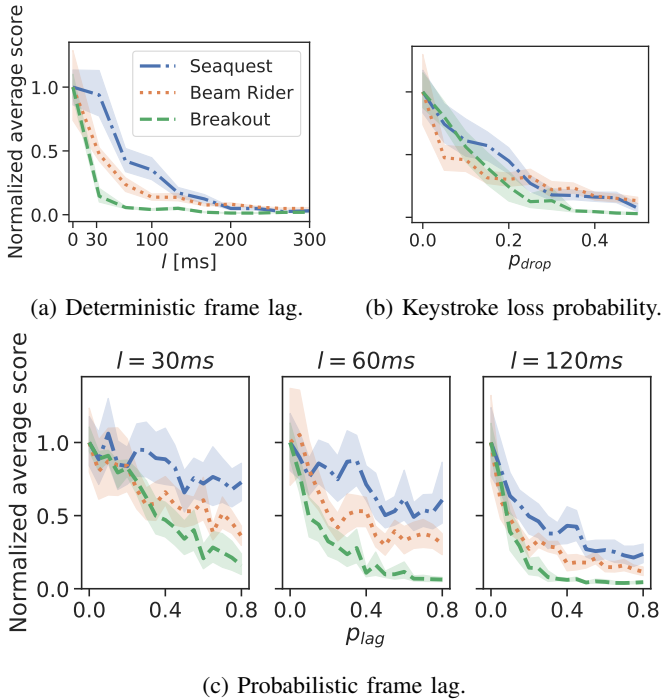 Normalized average score
1.0
0.5
0.0
Seaquest
Beam Rider
Breakout
0 30 100 200 300
l [ms]
0.0 0.2 0.4
p_drop
(a) Deterministic frame lag. (b) Keystroke loss probability.
l = 30ms l = 60ms l = 120ms
Normalized average score
1.0
0.5
0.0
0.0 0.4 0.8 0.0 0.4 0.8 0.0 0.4 0.8
p_lag
(c) Probabilistic frame lag.